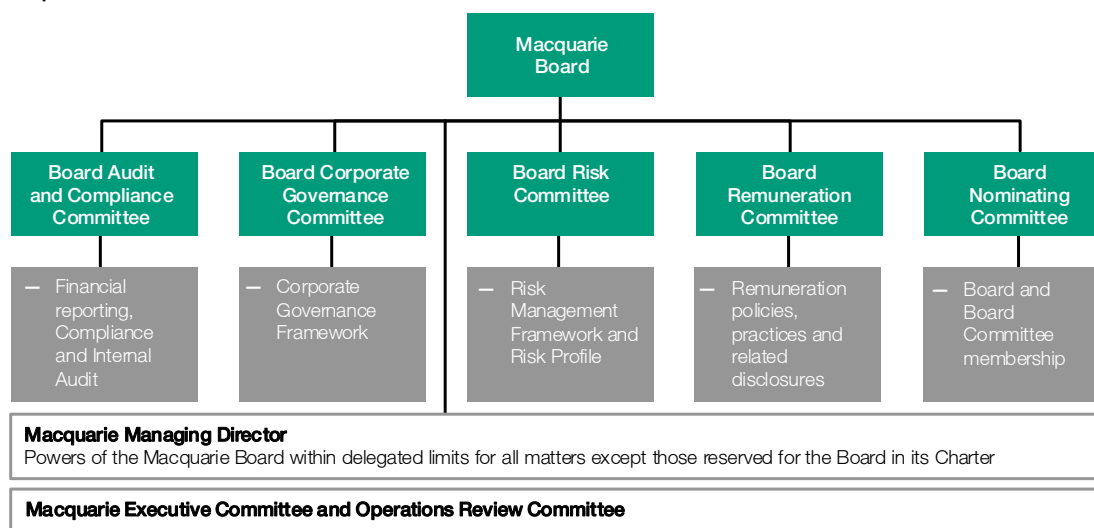 Macquarie
Board
Board Audit
and Compliance
Committee
Board Corporate
Governance
Committee
Board Risk
Committee
Board
Remuneration
Committee
Board
Nominating
Committee
– Financial
reporting,
Compliance
and Internal
Audit
– Corporate
Governance
Framework
– Risk
Management
Framework and
Risk Profile
– Remuneration
policies,
practices and
related
disclosures
– Board and
Board
Committee
membership
Macquarie Managing Director
Powers of the Macquarie Board within delegated limits for all matters except those reserved for the Board in its Charter
Macquarie Executive Committee and Operations Review Committee